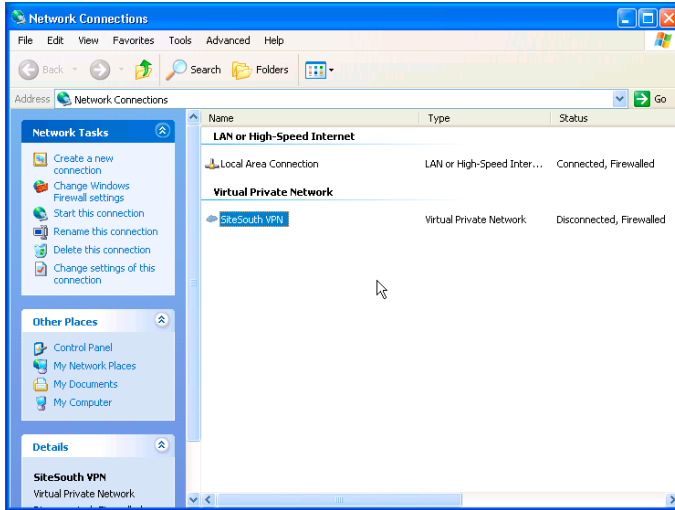 Network Connections
File Edit View Favorites Tools Advanced Help
Back Search Folders
Address Network Connections Go
Network Tasks
Create a new
connection
Change Windows
Firewall settings
Start this connection
Rename this connection
Delete this connection
Change settings of this
connection
Other Places
Control Panel
My Network Places
My Documents
My Computer
Details
SiteSouth VPN
Virtual Private Network
Name Type Status
LAN or High-Speed Internet
Local Area Connection LAN or High-Speed Inter... Connected, Firewalled
Virtual Private Network
SiteSouth VPN Virtual Private Network Disconnected, Firewalled